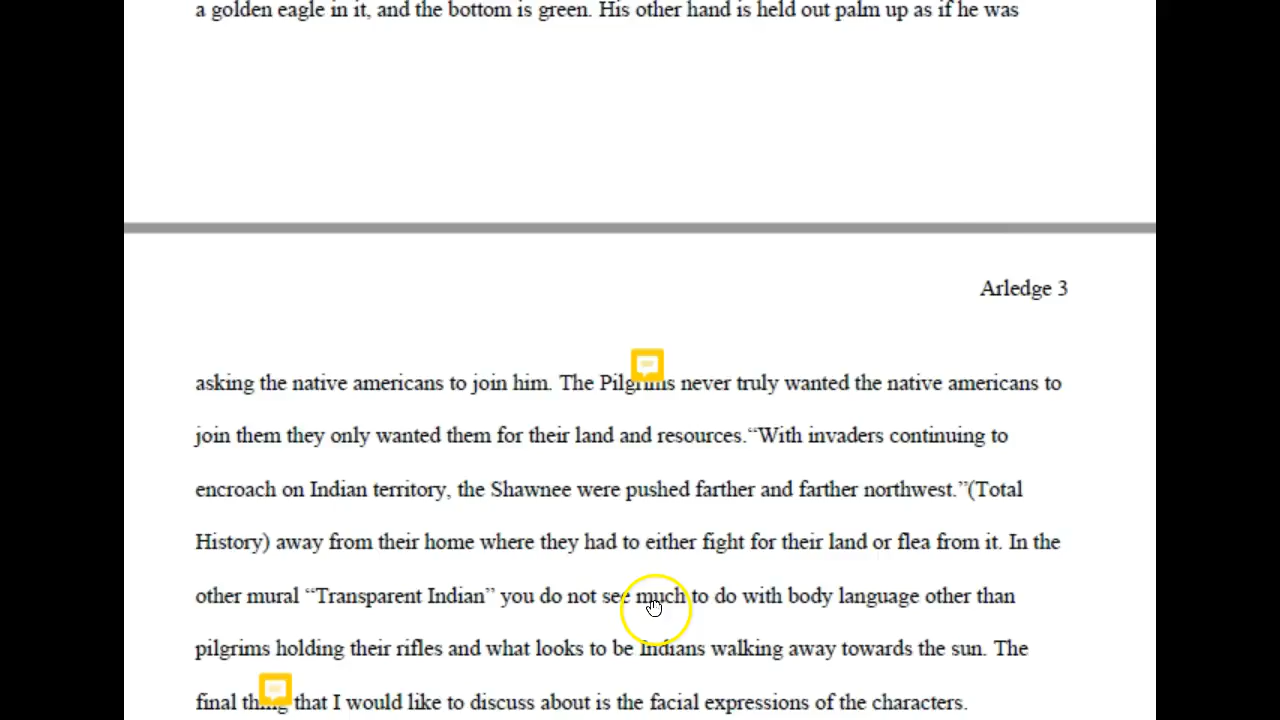 a golden eagle in it, and the bottom is green. His other hand is held out palm up as if he was
Arledge 3
asking the native americans to join him. The Pilgrims never truly wanted the native americans to
join them they only wanted them for their land and resources.“With invaders continuing to
encroach on Indian territory, the Shawnee were pushed farther and farther northwest.”(Total
History) away from their home where they had to either fight for their land or flea from it. In the
other mural “Transparent Indian” you do not see much to do with body language other than
pilgrims holding their rifles and what looks to be Indians walking away towards the sun. The
final thing that I would like to discuss about is the facial expressions of the characters.